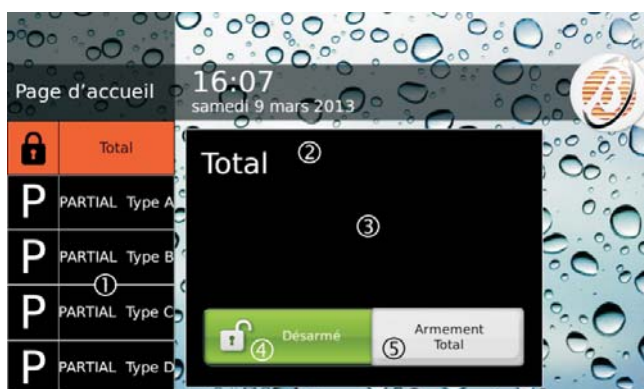 Page d'accueil
16:07
samedi 9 mars 2013
Total
P PARTIAL Type A
P PARTIAL Type B
①
P PARTIAL Type C
P PARTIAL Type D
Total ②
③
④ Désarmé
⑤ Armement
Total